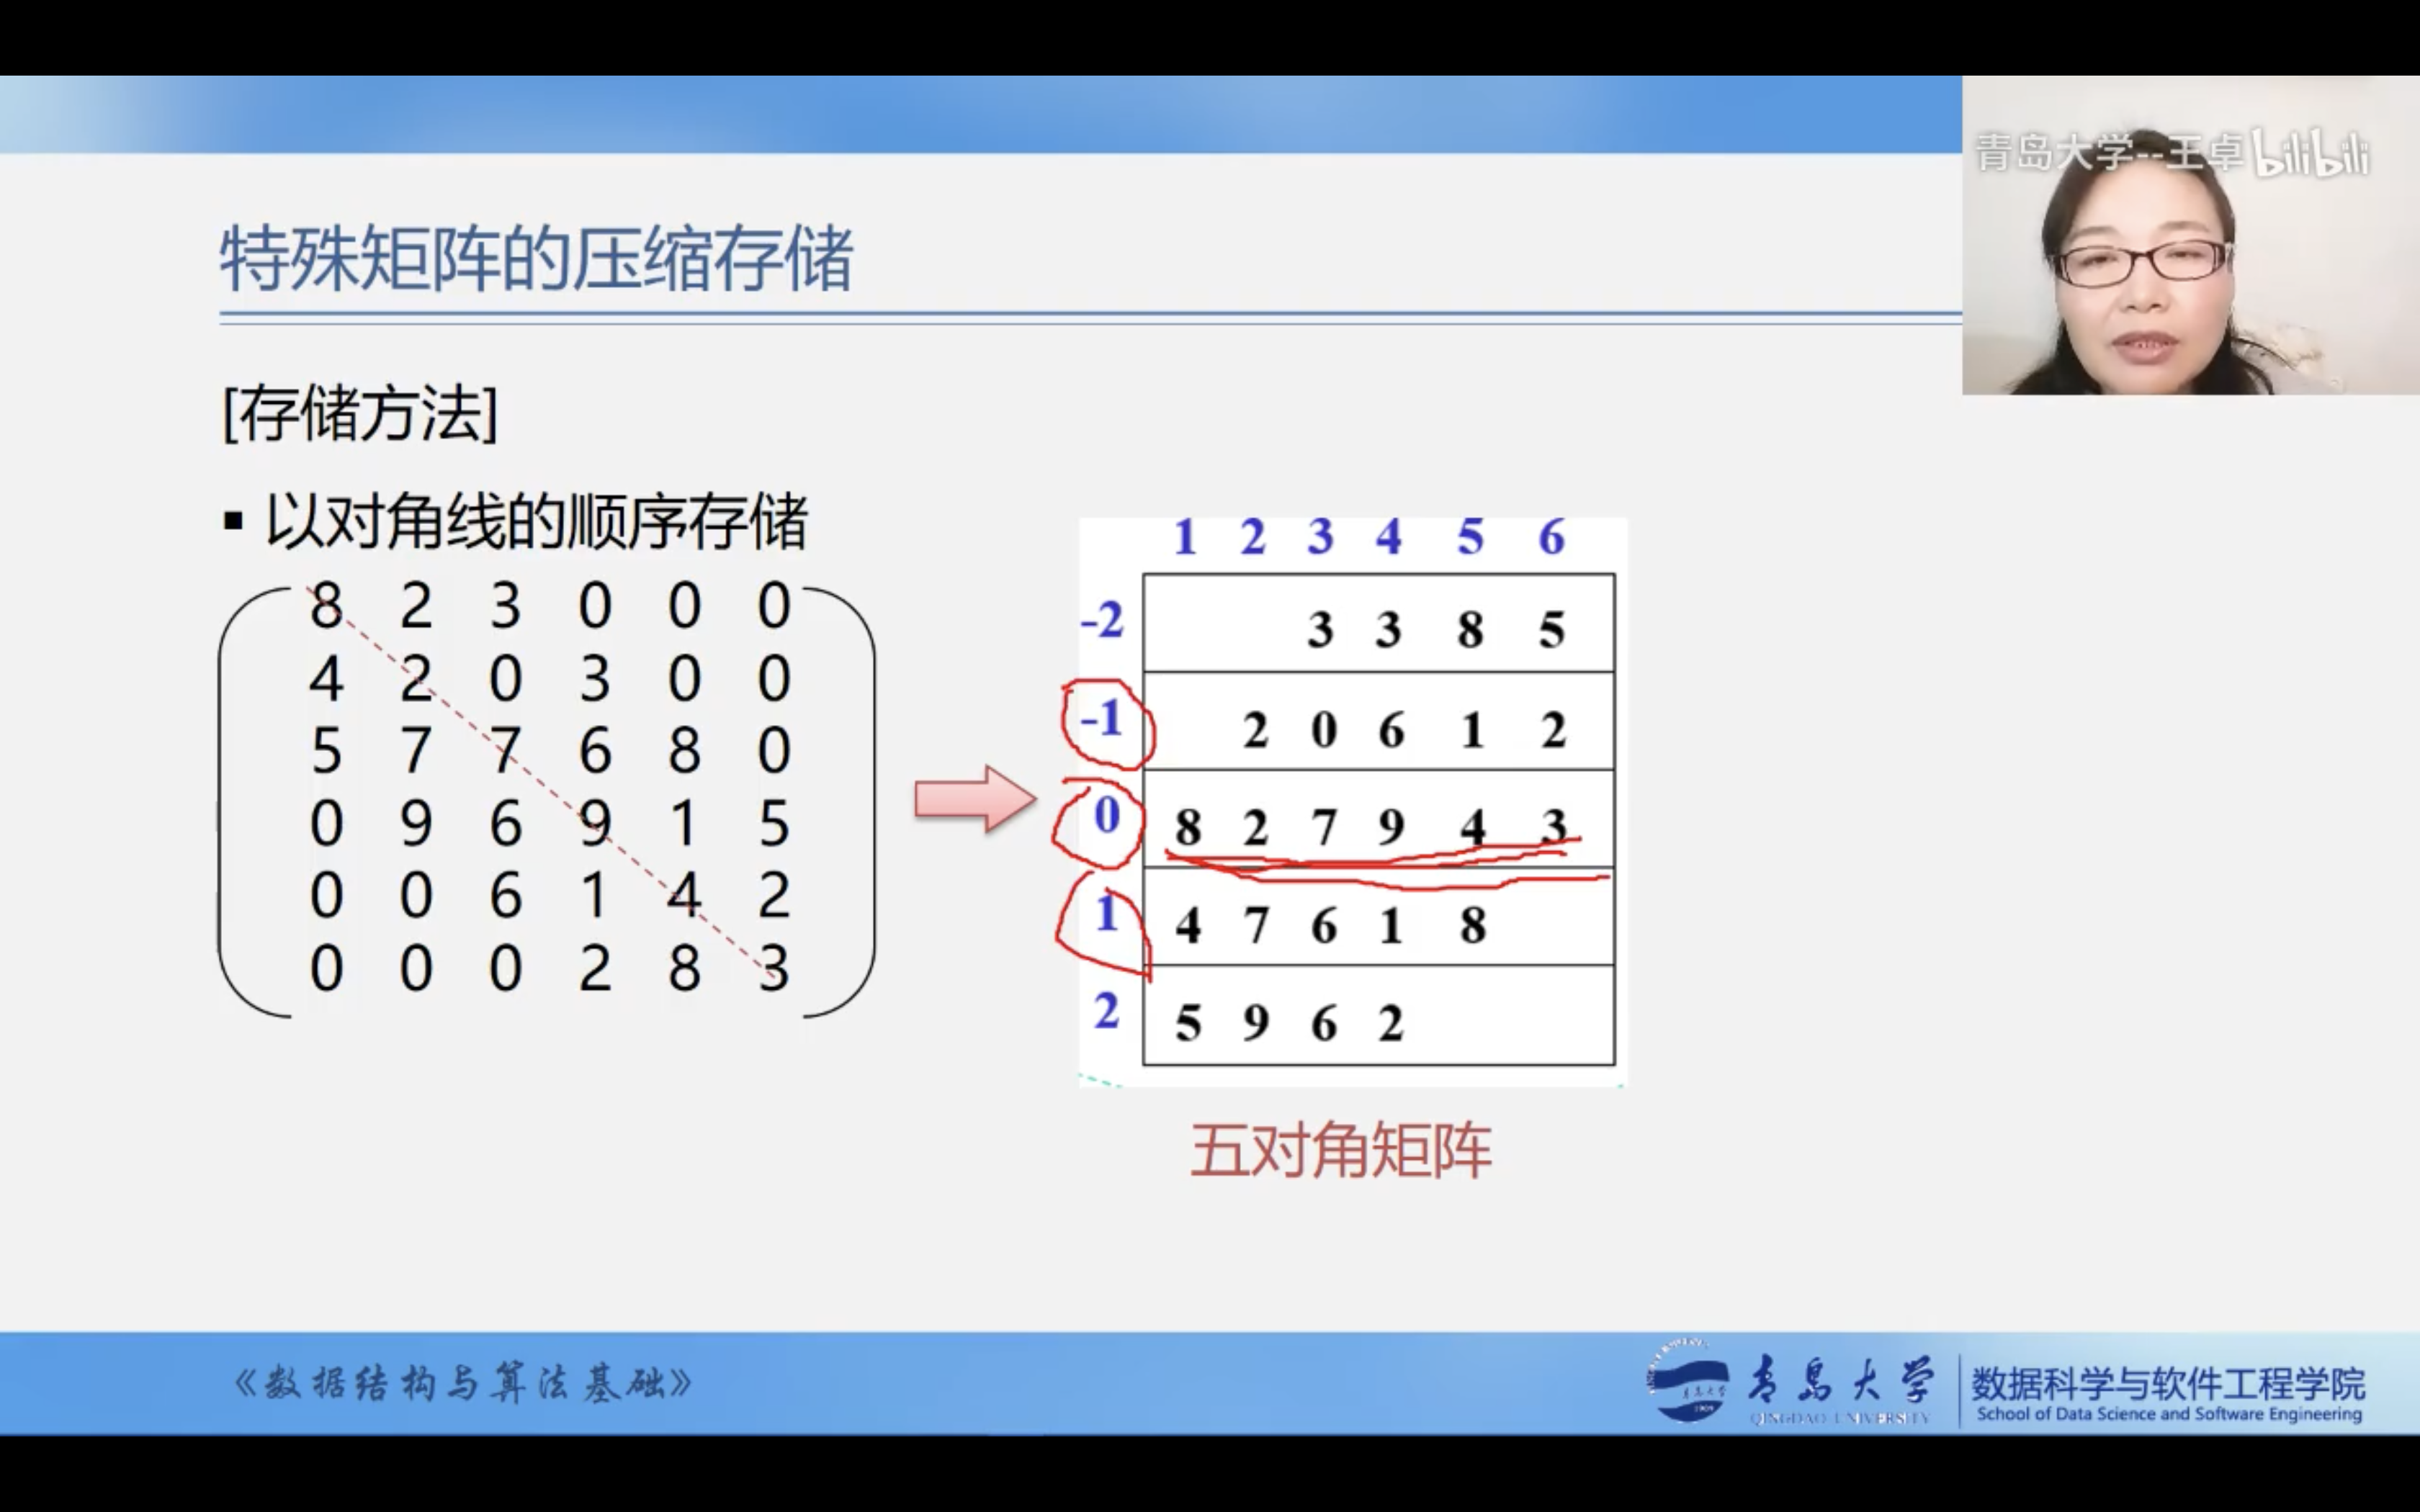 青岛大学--王卓 bilibili
特殊矩阵的压缩存储
[存储方法]
▪ 以对角线的顺序存储
8 2 3 0 0 0
4 2 0 3 0 0
5 7 7 6 8 0
0 9 6 9 1 5
0 0 6 1 4 2
0 0 0 2 8 3
1 2 3 4 5 6
-2 3 3 8 5
-1 2 0 6 1 2
0 8 2 7 9 4 3
1 4 7 6 1 8
2 5 9 6 2
五对角矩阵
《数据结构与算法基础》
青岛大学
QINGDAO UNIVERSITY
数据科学与软件工程学院
School of Data Science and Software Engineering